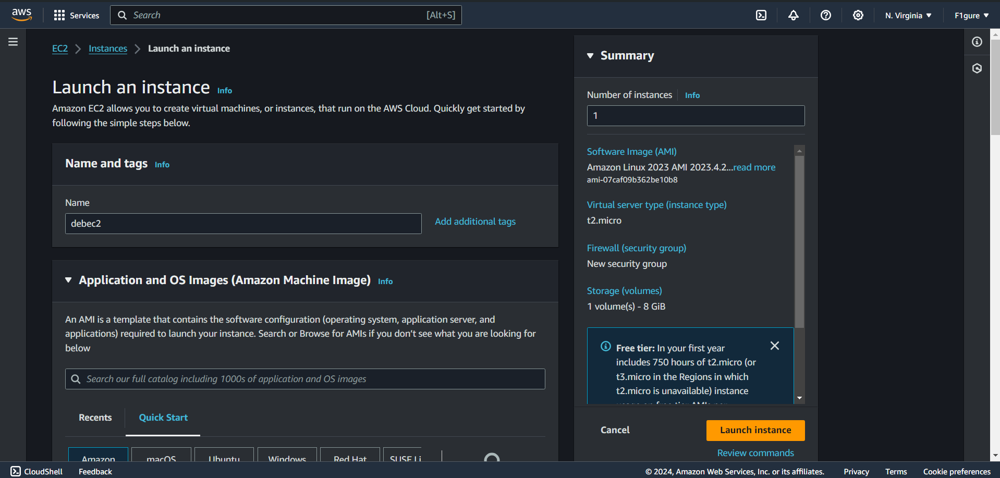 aws
Services
Search
[Alt+S]
N. Virginia
F1gure
EC2
Instances
Launch an instance
Launch an instance Info
Amazon EC2 allows you to create virtual machines, or instances, that run on the AWS Cloud. Quickly get started by
following the simple steps below.
Name and tags Info
Name
debec2
Add additional tags
Application and OS Images (Amazon Machine Image) Info
An AMI is a template that contains the software configuration (operating system, application server, and
applications) required to launch your instance. Search or Browse for AMIs if you don’t see what you are looking for
below
Search our full catalog including 1000s of application and OS images
Recents
Quick Start
Amazon
macOS
Ubuntu
Windows
Red Hat
SUSE Li
Summary
Number of instances Info
1
Software Image (AMI)
Amazon Linux 2023 AMI 2023.4.2...read more
ami-07caf09b362be10b8
Virtual server type (instance type)
t2.micro
Firewall (security group)
New security group
Storage (volumes)
1 volume(s) - 8 GiB
Free tier: In your first year
includes 750 hours of t2.micro (or
t3.micro in the Regions in which
t2.micro is unavailable) instance
usage on free tier AMIs per
Cancel
Launch instance
Review commands
CloudShell
Feedback
© 2024, Amazon Web Services, Inc. or its affiliates.
Privacy
Terms
Cookie preferences